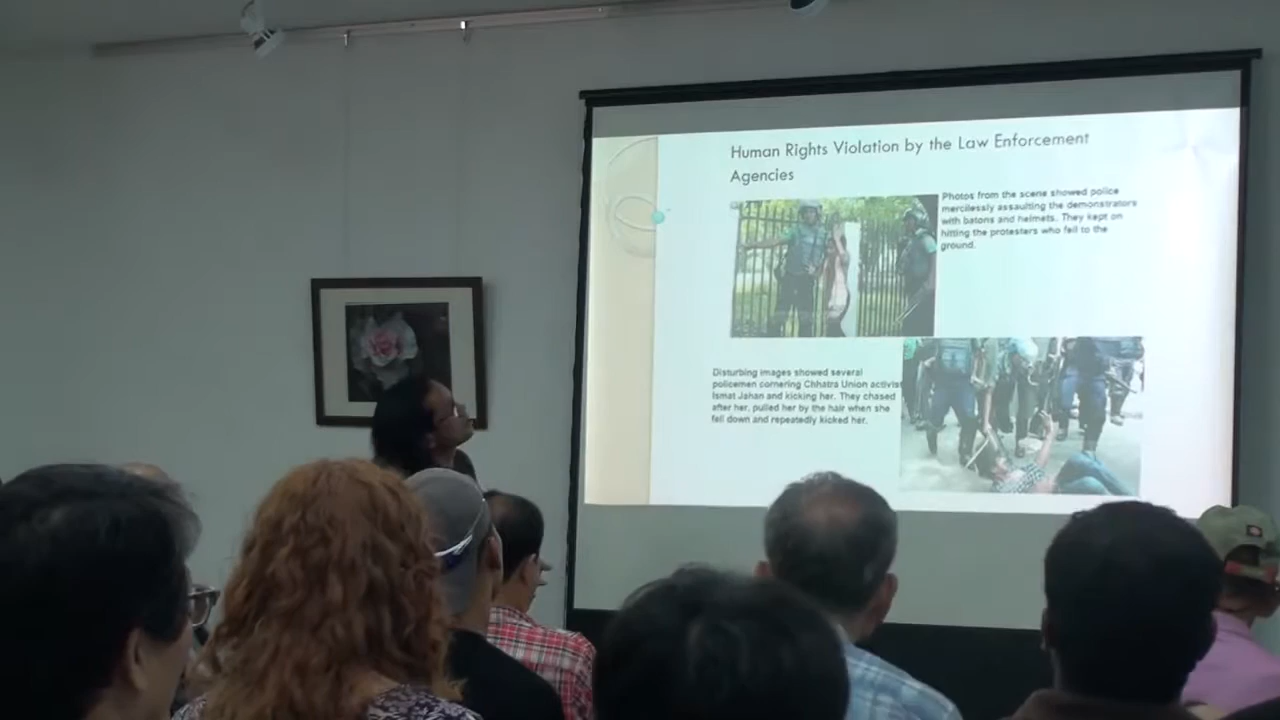 Human Rights Violation by the Law Enforcement
Agencies
Photos from the scene showed police
mercilessly assaulting the demonstrators
with batons and helmets. They kept on
hitting the protesters who fell to the
ground.
Disturbing images showed several
policemen cornering Chhatra Union activist
Ismat Jahan and kicking her. They chased
after her, pulled her by the hair when she
fell down and repeatedly kicked her.